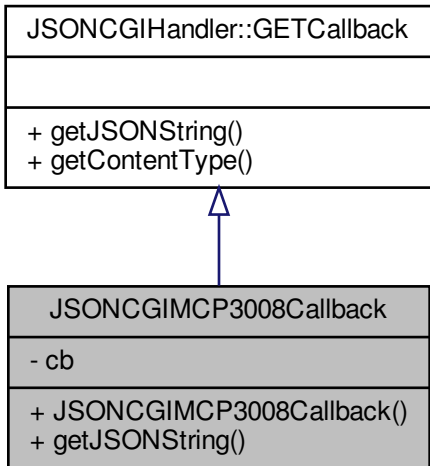 JSONCGIHandler::GETCallback
+ getJSONString()
+ getContentType()
JSONCGIMCP3008Callback
- cb
+ JSONCGIMCP3008Callback()
+ getJSONString()